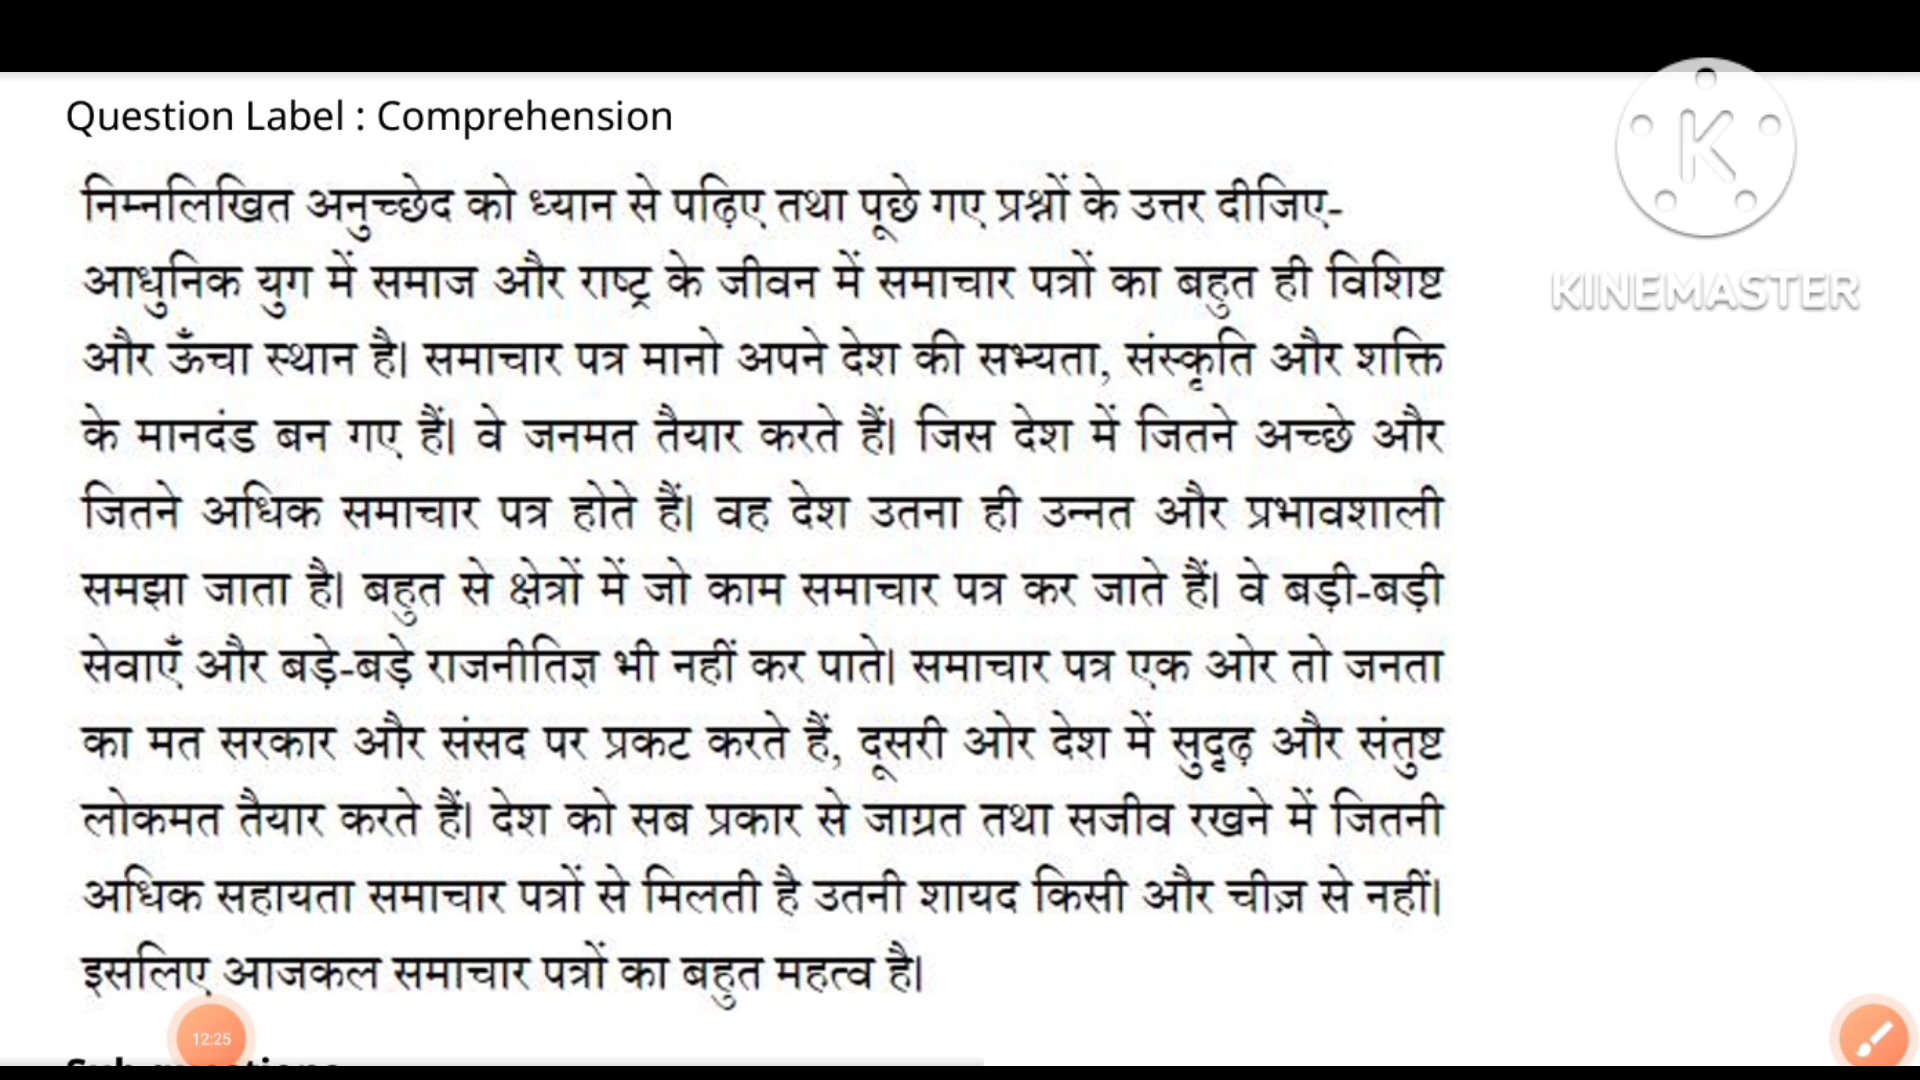 Question Label : Comprehension
K
KINEMASTER
निम्नलिखित अनुच्छेद को ध्यान से पढ़िए तथा पूछे गए प्रश्नों के उत्तर दीजिए-
आधुनिक युग में समाज और राष्ट्र के जीवन में समाचार पत्रों का बहुत ही विशिष्ट
और ऊँचा स्थान है। समाचार पत्र मानो अपने देश की सभ्यता, संस्कृति और शक्ति
के मानदंड बन गए हैं। वे जनमत तैयार करते हैं। जिस देश में जितने अच्छे और
जितने अधिक समाचार पत्र होते हैं। वह देश उतना ही उन्नत और प्रभावशाली
समझा जाता है। बहुत से क्षेत्रों में जो काम समाचार पत्र कर जाते हैं। वे बड़ी-बड़ी
सेवाएँ और बड़े-बड़े राजनीतिज्ञ भी नहीं कर पाते। समाचार पत्र एक ओर तो जनता
का मत सरकार और संसद पर प्रकट करते हैं, दूसरी ओर देश में सुदृढ़ और संतुष्ट
लोकमत तैयार करते हैं। देश को सब प्रकार से जाग्रत तथा सजीव रखने में जितनी
अधिक सहायता समाचार पत्रों से मिलती है उतनी शायद किसी और चीज़ से नहीं।
इसलिए आजकल समाचार पत्रों का बहुत महत्व है।
12:25